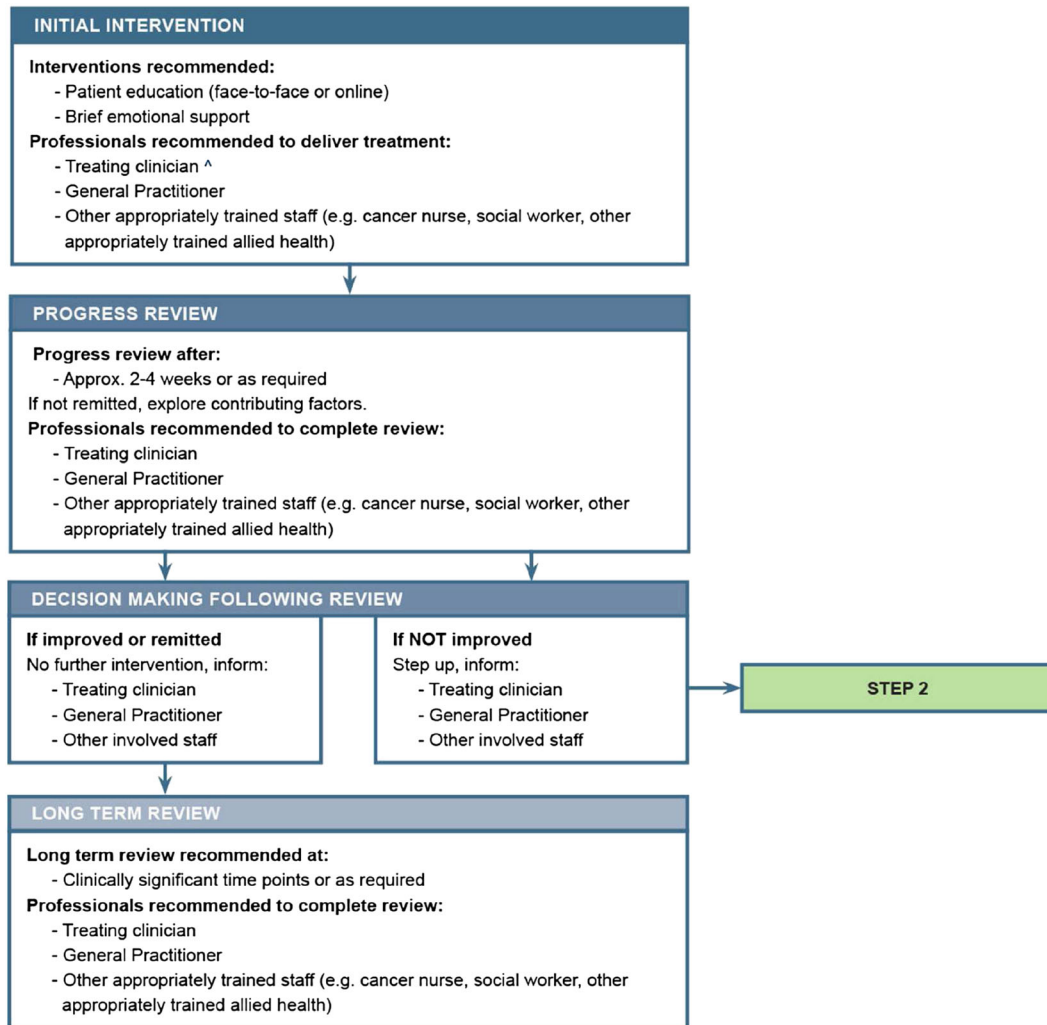 INITIAL INTERVENTION
Interventions recommended:
- Patient education (face-to-face or online)
- Brief emotional support
Professionals recommended to deliver treatment:
- Treating clinician ^
- General Practitioner
- Other appropriately trained staff (e.g. cancer nurse, social worker, other
appropriately trained allied health)
PROGRESS REVIEW
Progress review after:
- Approx. 2-4 weeks or as required
If not remitted, explore contributing factors.
Professionals recommended to complete review:
- Treating clinician
- General Practitioner
- Other appropriately trained staff (e.g. cancer nurse, social worker, other
appropriately trained allied health)
DECISION MAKING FOLLOWING REVIEW
If improved or remitted
No further intervention, inform:
- Treating clinician
- General Practitioner
- Other involved staff
If NOT improved
Step up, inform:
- Treating clinician
- General Practitioner
- Other involved staff
STEP 2
LONG TERM REVIEW
Long term review recommended at:
- Clinically significant time points or as required
Professionals recommended to complete review:
- Treating clinician
- General Practitioner
- Other appropriately trained staff (e.g. cancer nurse, social worker, other
appropriately trained allied health)